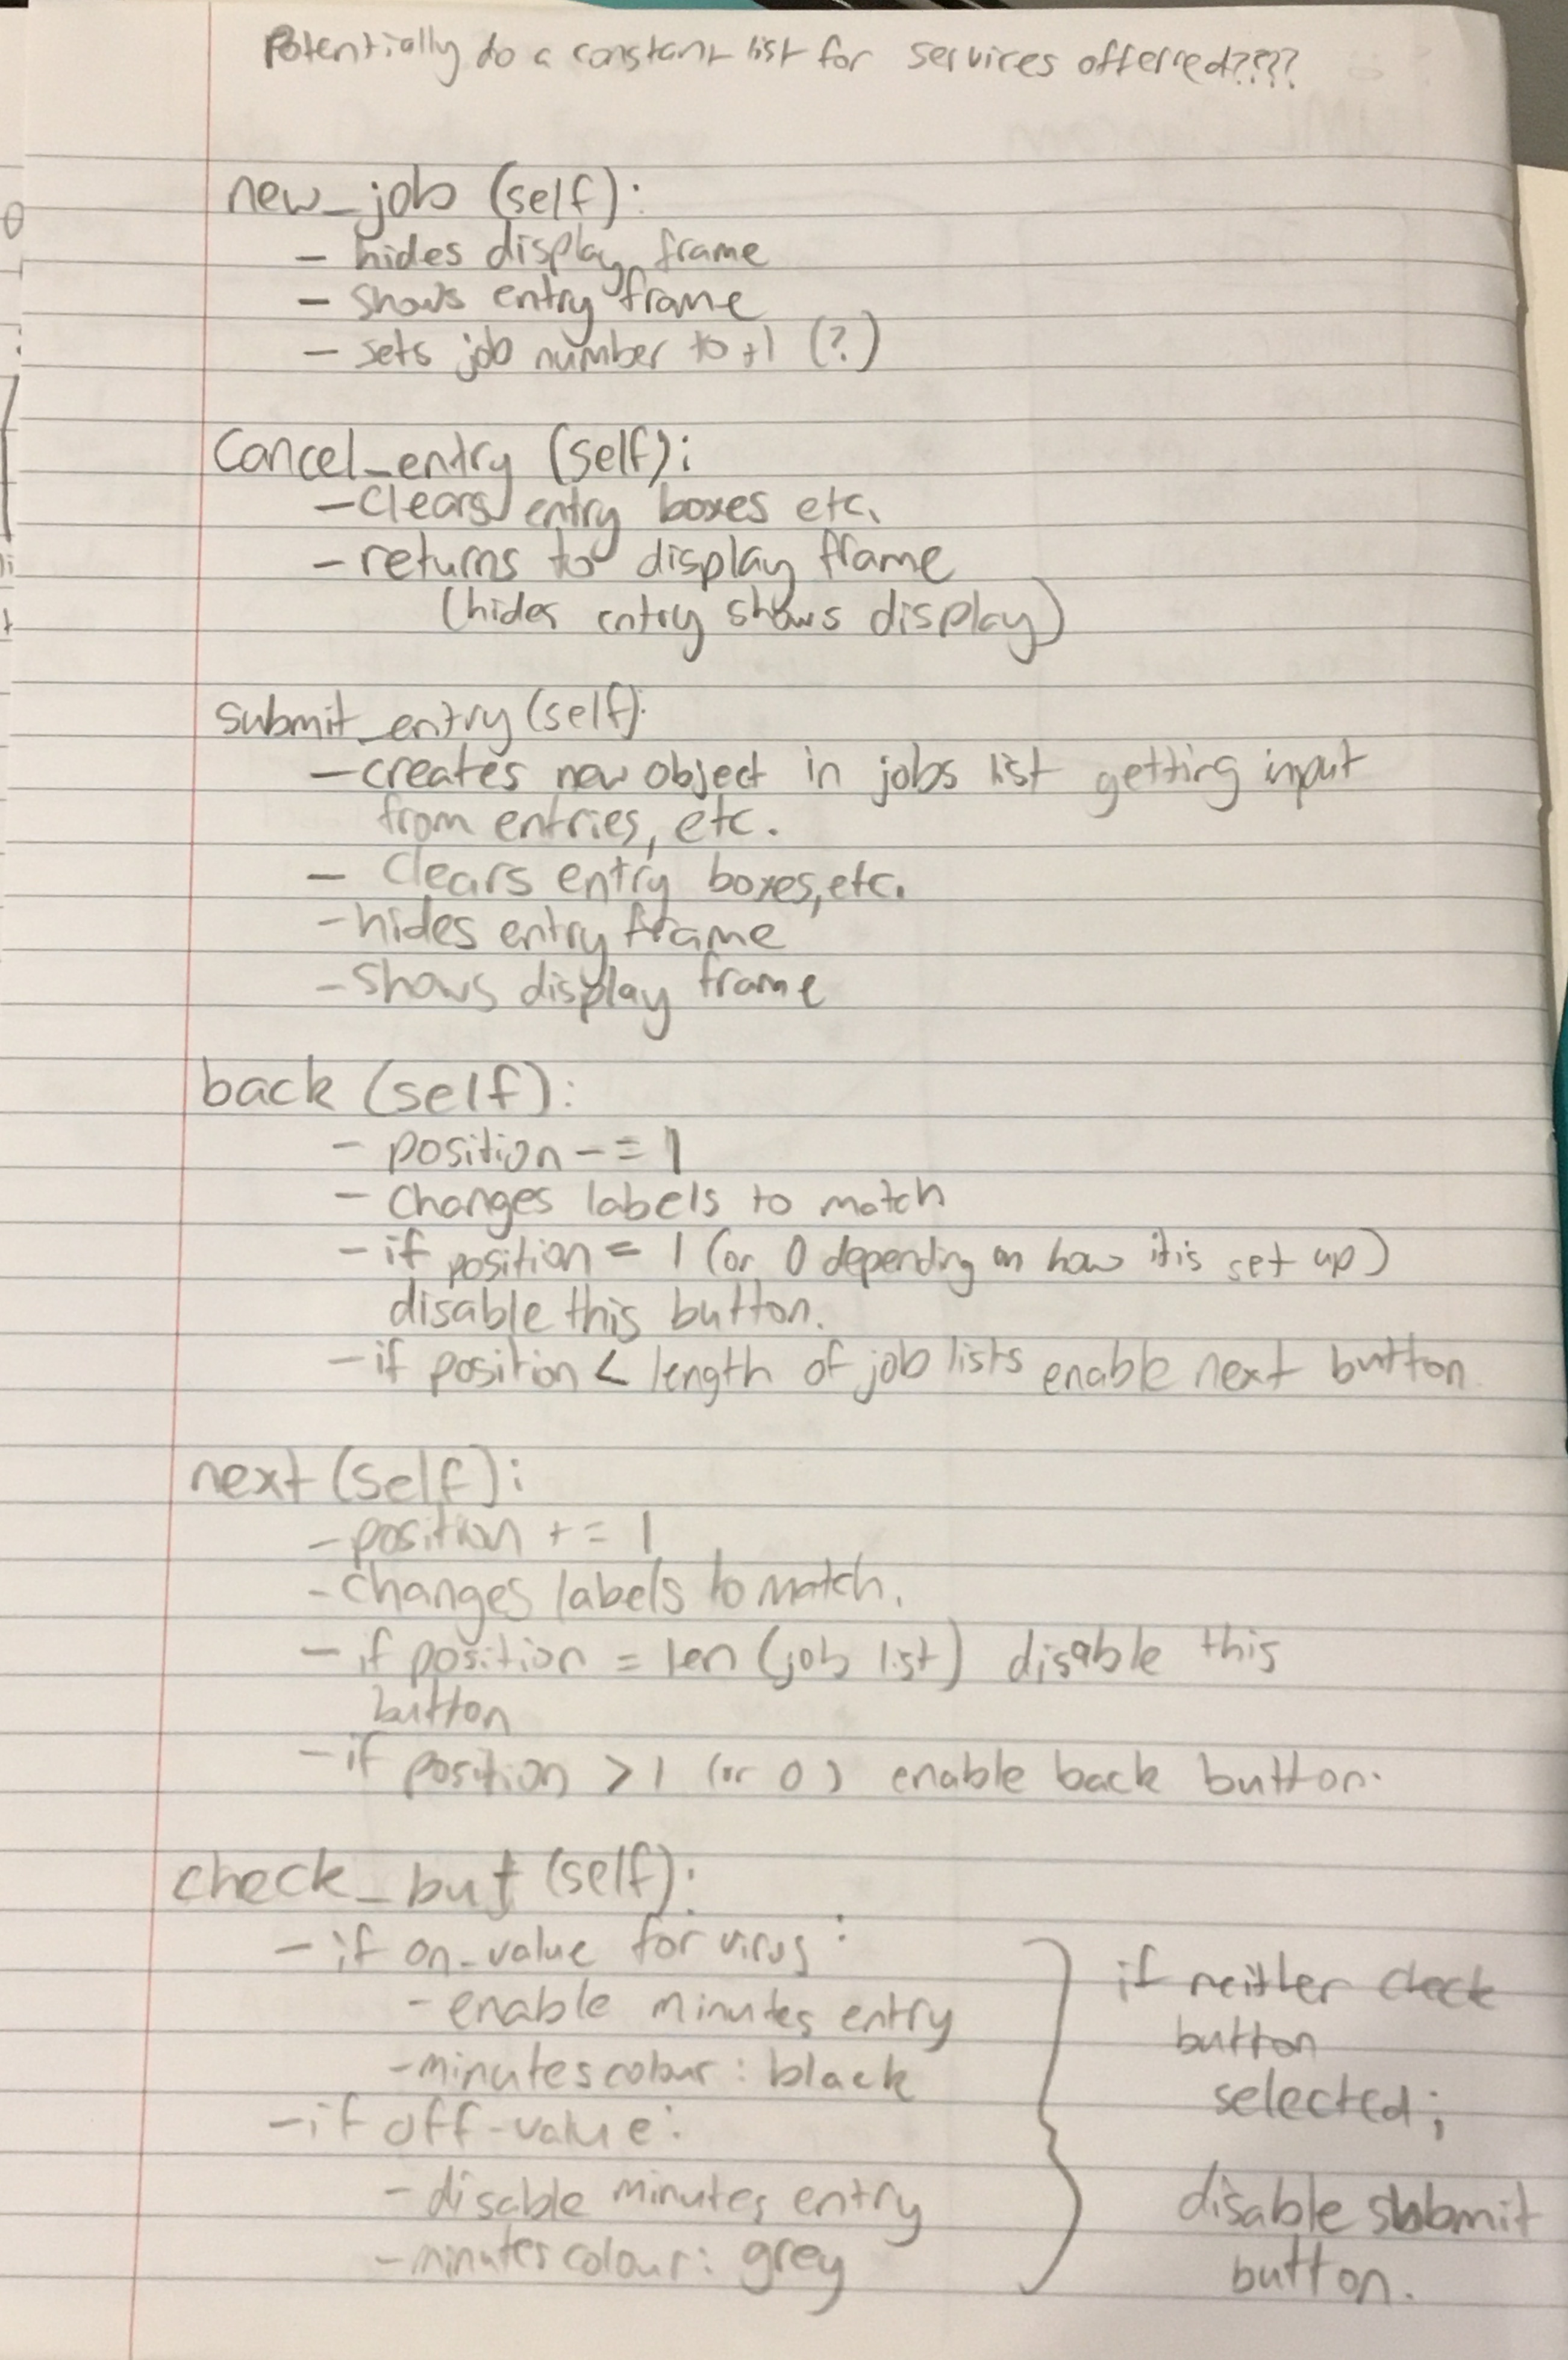 Potentially do a constant list for services offerred????
new_job (self):
- hides display frame
- shows entry frame
- sets job number to +1 (?)
Cancel_entry (self):
- clears entry boxes etc.
- returns to display frame
(hides entry shows display)
submit_entry (self):
- creates new object in jobs list getting input
from entries, etc.
- clears entry boxes, etc.
- hides entry frame
- shows display frame
back (self):
- position -= 1
- changes labels to match
- if position = 1 (or 0 depending on how it is set up)
disable this button.
- if position < length of job lists enable next button
next (self):
- position += 1
- changes labels to match.
- if position = len (job list) disable this
button
- if position > 1 (or 0) enable back button.
check_but (self):
- if on_value for virus:
- enable minutes entry
- minutes colour: black
- if off-value:
- disable minutes entry
- minutes colour: grey
if neither check
button
selected;
disable submit
button.